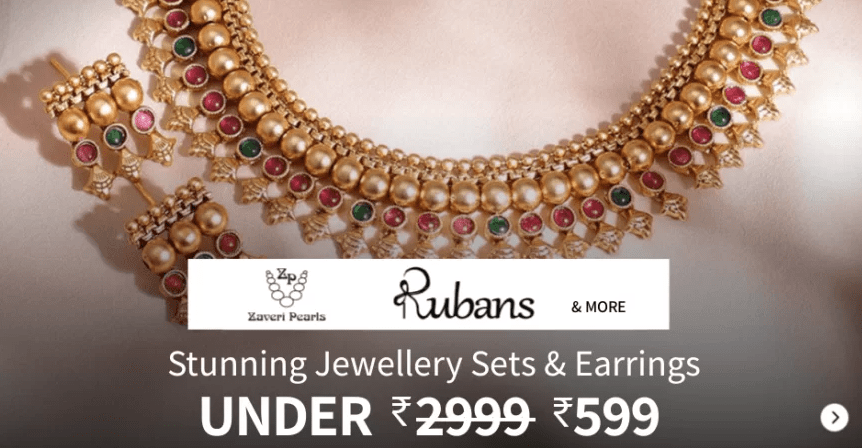 ZP
Zaveri Pearls
Rubans
& MORE
Stunning Jewellery Sets & Earrings
UNDER ₹2999 ₹599